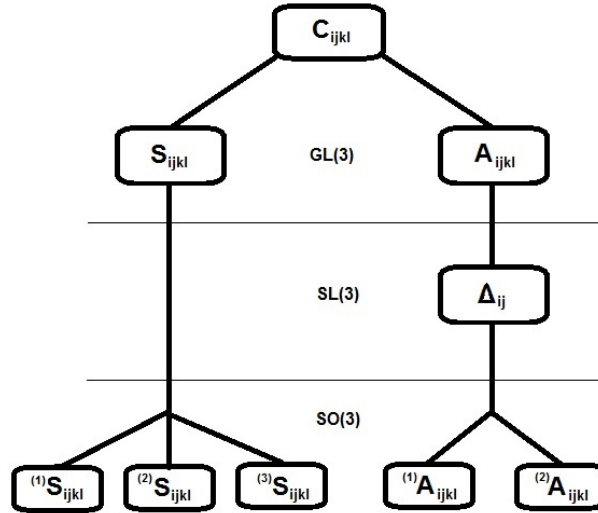 C_ijkl
S_ijkl GL(3) A_ijkl
SL(3) Δ_ij
SO(3)
(1)S_ijkl (2)S_ijkl (3)S_ijkl (1)A_ijkl (2)A_ijkl